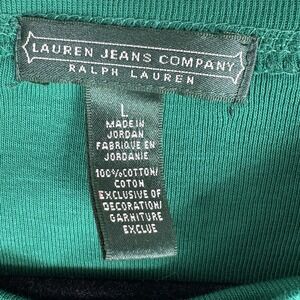 LAUREN JEANS COMPANY
RALPH LAUREN
L
MADE IN
JORDAN
FABRIQUE EN
JORDANIE
100%COTTON/
COTON
EXCLUSIVE OF
DECORATION/
GARNITURE
EXCLUE